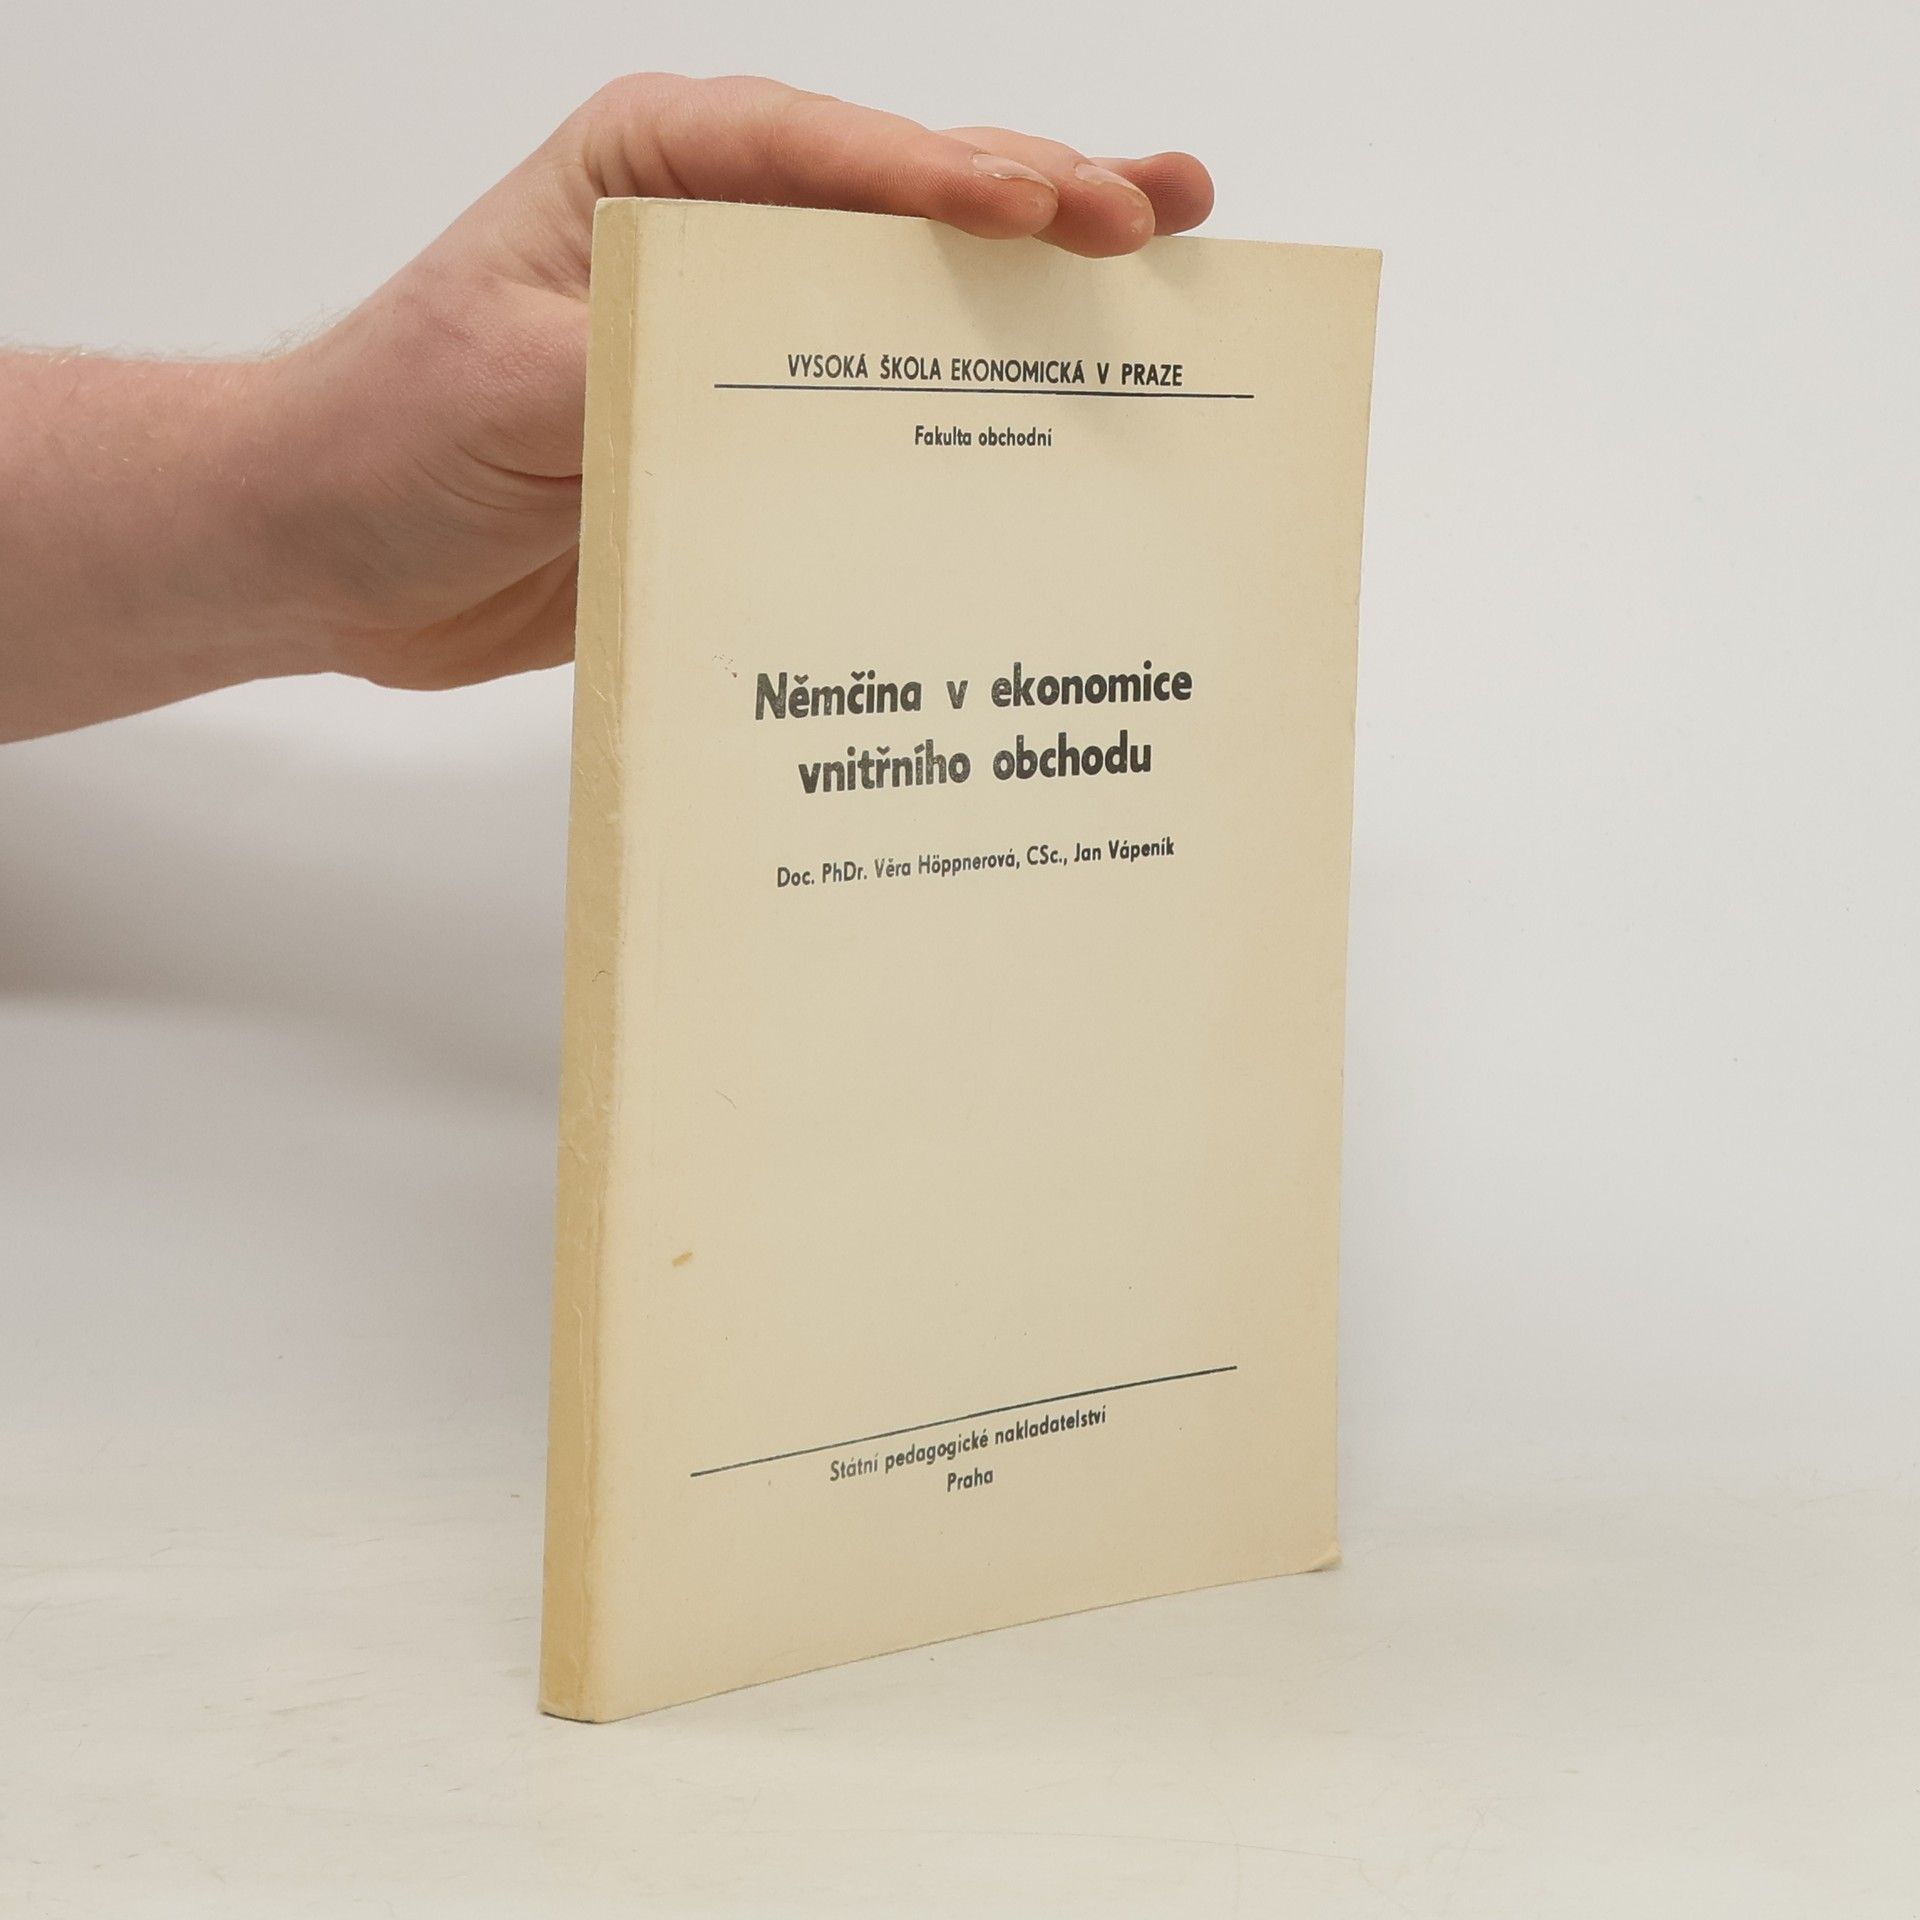 VYSOKÁ ŠKOLA EKONOMICKÁ V PRAZE
Fakulta obchodní
Němčina v ekonomice
vnitřního obchodu
Doc. PhDr. Věra Höppnerová, CSc., Jan Vápeník
Státní pedagogické nakladatelství
Praha